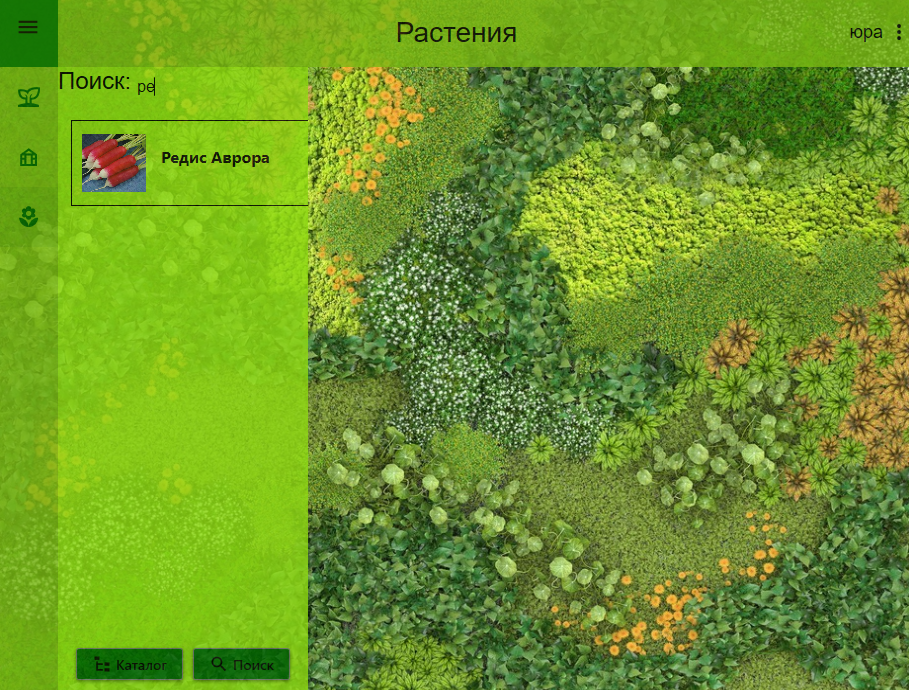 Растения
юра
Поиск: ре
Редис Аврора
Каталог
Поиск